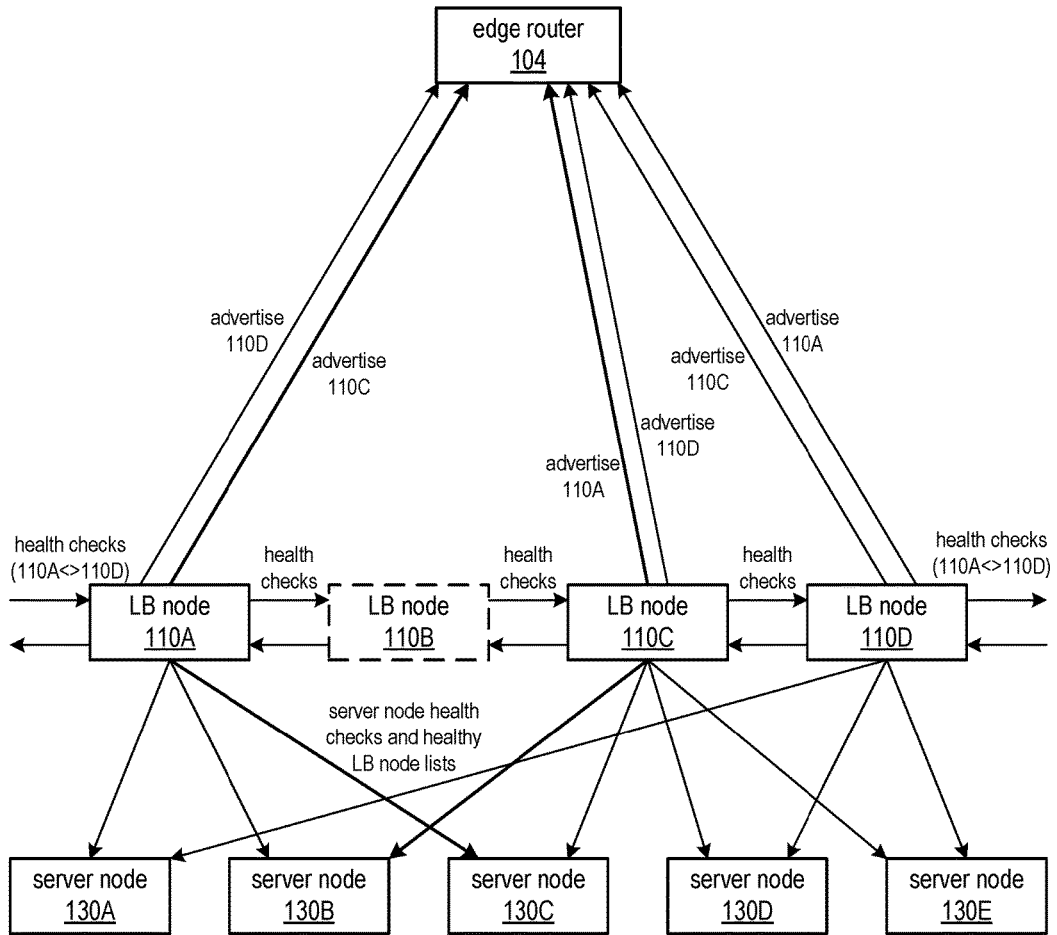 edge router
104
advertise
110D
advertise
110C
advertise
110A
advertise
110C
advertise
110D
advertise
110A
health checks
(110A<>110D)
health
checks
health
checks
health
checks
health checks
(110A<>110D)
LB node
110A
LB node
110B
LB node
110C
LB node
110D
server node health
checks and healthy
LB node lists
server node
130A
server node
130B
server node
130C
server node
130D
server node
130E